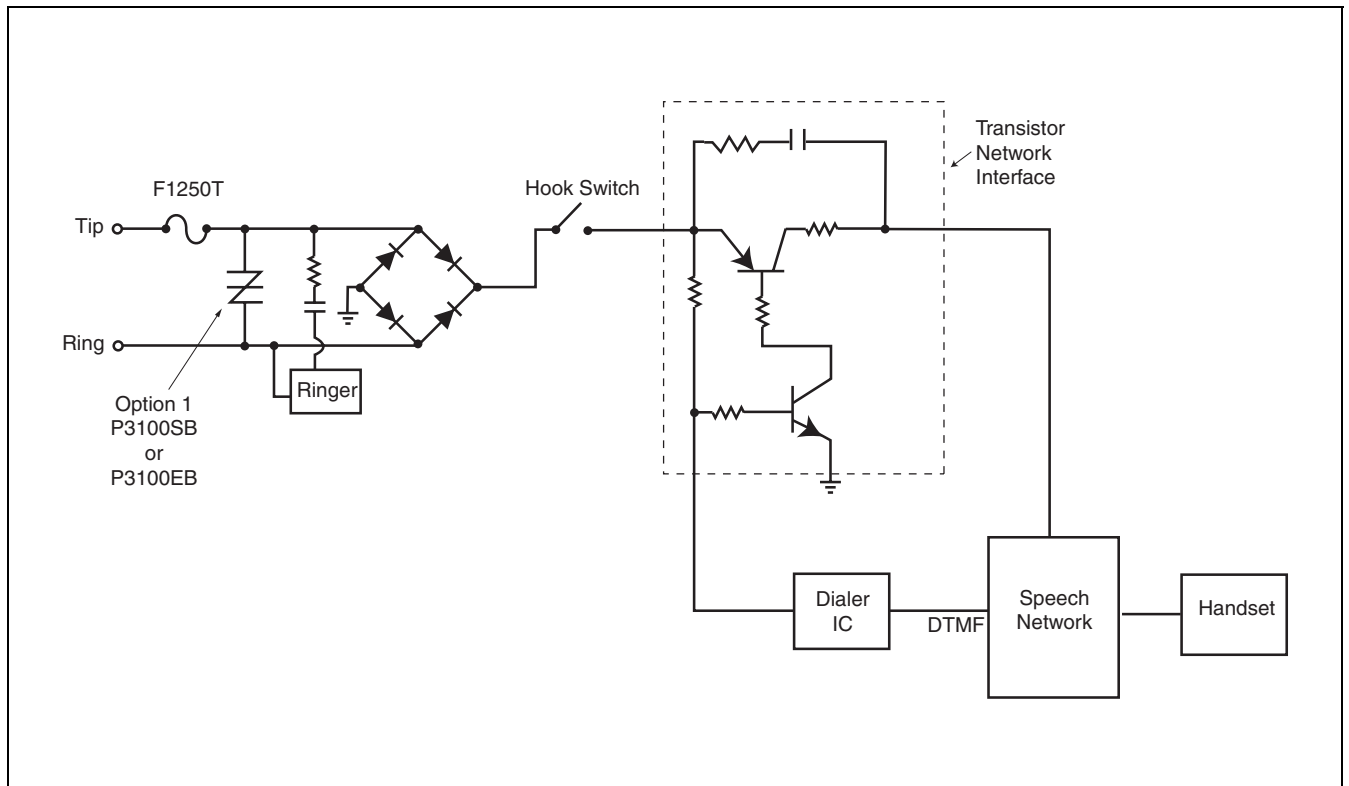 Transistor
Network
Interface
F1250T
Hook Switch
Tip
Ring
Ringer
Option 1
P3100SB
or
P3100EB
Dialer
IC
DTMF
Speech
Network
Handset